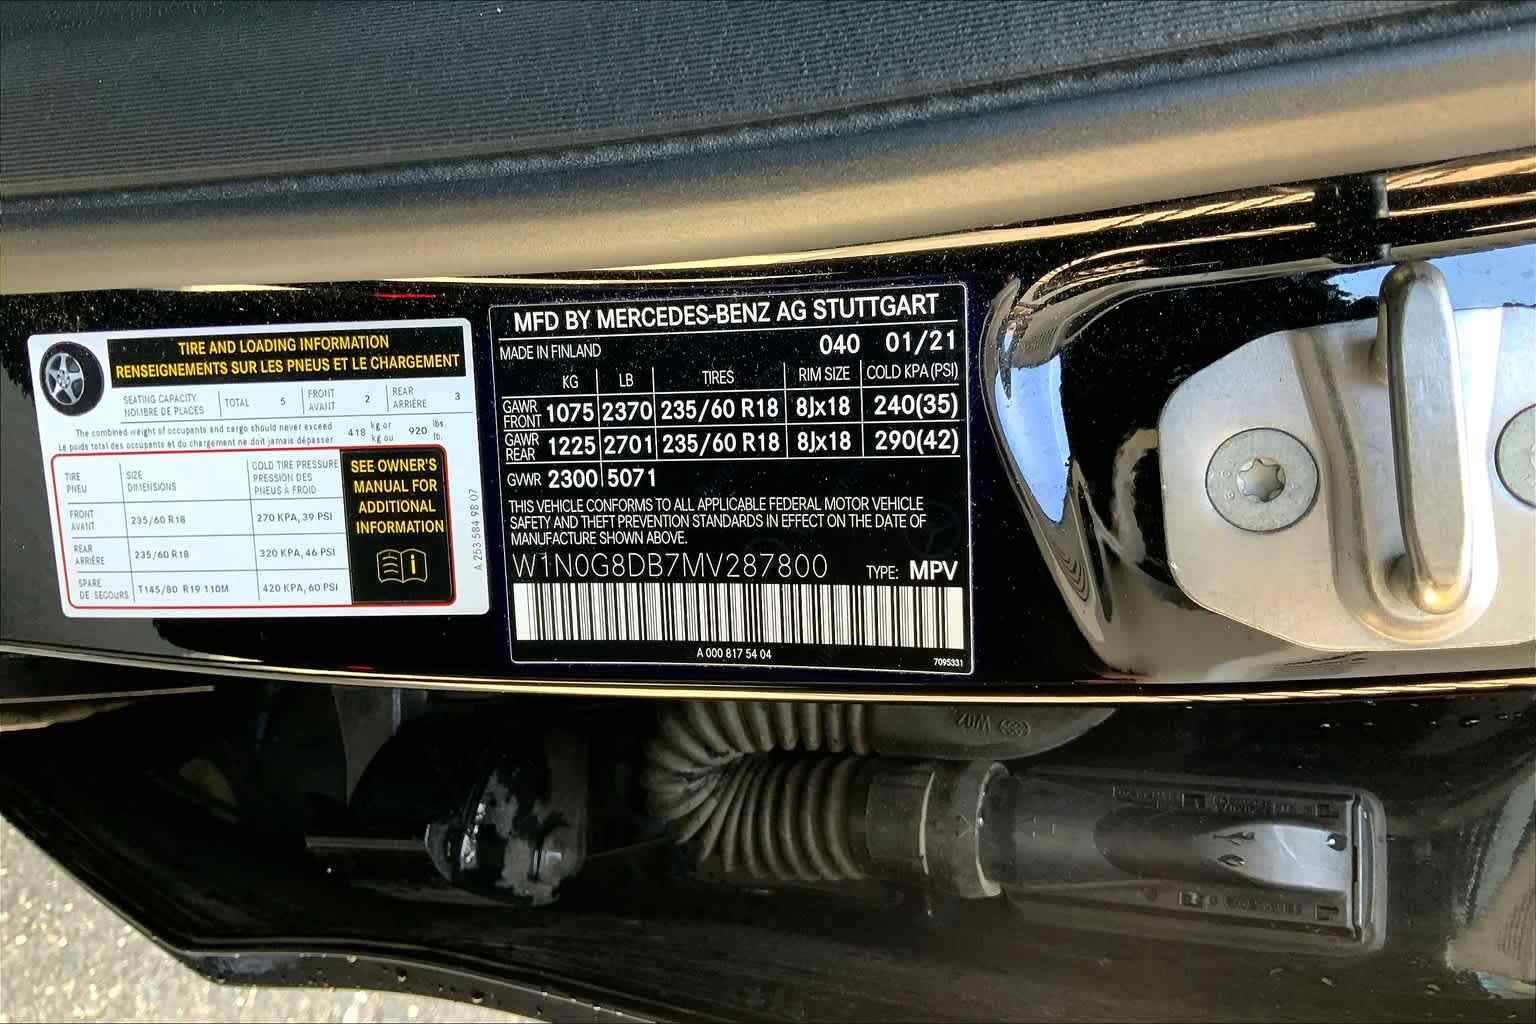 TIRE AND LOADING INFORMATION
RENSEIGNEMENTS SUR LES PNEUS ET LE CHARGEMENT
SEATING CAPACITY
NOMBRE DE PLACES
TOTAL 5
FRONT
AVANT 2
REAR
ARRIÈRE 3
The combined weight of occupants and cargo should never exceed
Le poids total des occupants et du chargement ne doit jamais dépasser
418 kg or
kg ou
920 lbs.
lb.
TIRE
PNEU
SIZE
DIMENSIONS
COLD TIRE PRESSURE
PRESSION DES
PNEUS À FROID
FRONT
AVANT
235/60 R18
270 KPA, 39 PSI
REAR
ARRIÈRE
235/60 R18
320 KPA, 46 PSI
SPARE
DE SECOURS
T145/80 R19 110M
420 KPA, 60 PSI
SEE OWNER'S
MANUAL FOR
ADDITIONAL
INFORMATION
A 253 584 98 07
MFD BY MERCEDES-BENZ AG STUTTGART
MADE IN FINLAND 040 01/21
KG LB TIRES RIM SIZE COLD KPA(PSI)
GAWR
FRONT 1075 2370 235/60 R18 8Jx18 240(35)
GAWR
REAR 1225 2701 235/60 R18 8Jx18 290(42)
GVWR 2300 5071
THIS VEHICLE CONFORMS TO ALL APPLICABLE FEDERAL MOTOR VEHICLE
SAFETY AND THEFT PREVENTION STANDARDS IN EFFECT ON THE DATE OF
MANUFACTURE SHOWN ABOVE.
W1N0G8DB7MV287800 TYPE: MPV
A 000 817 54 04
7095331